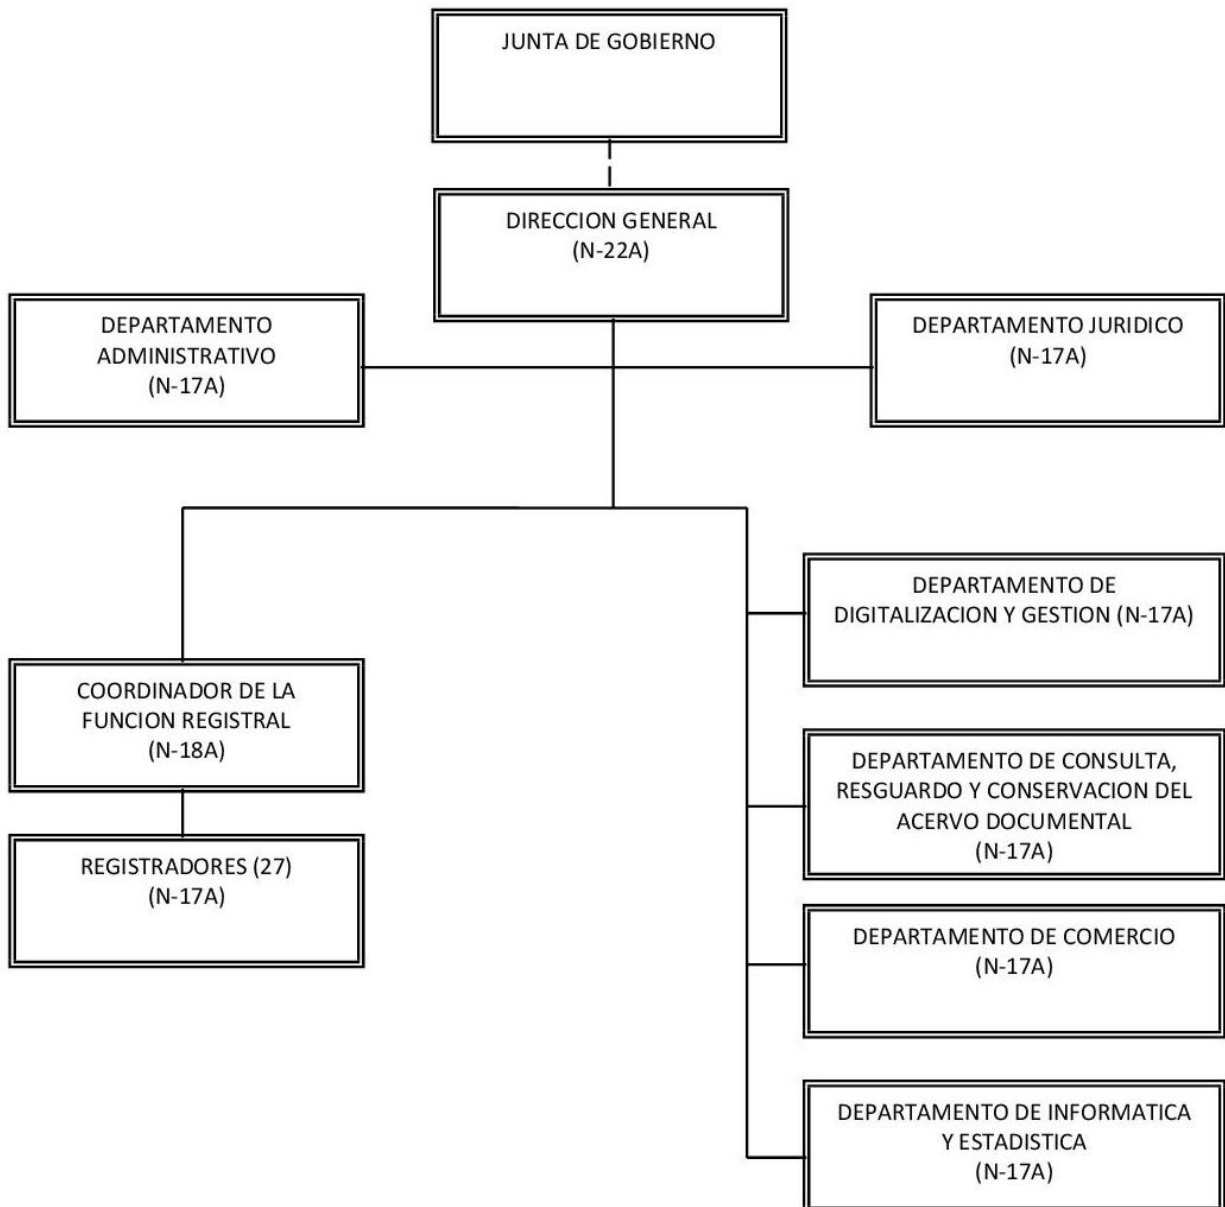 JUNTA DE GOBIERNO
DIRECCION GENERAL
(N-22A)
DEPARTAMENTO
ADMINISTRATIVO
(N-17A)
DEPARTAMENTO JURIDICO
(N-17A)
COORDINADOR DE LA
FUNCION REGISTRAL
(N-18A)
REGISTRADORES (27)
(N-17A)
DEPARTAMENTO DE
DIGITALIZACION Y GESTION (N-17A)
DEPARTAMENTO DE CONSULTA,
RESGUARDO Y CONSERVACION DEL
ACERVO DOCUMENTAL
(N-17A)
DEPARTAMENTO DE COMERCIO
(N-17A)
DEPARTAMENTO DE INFORMATICA
Y ESTADISTICA
(N-17A)